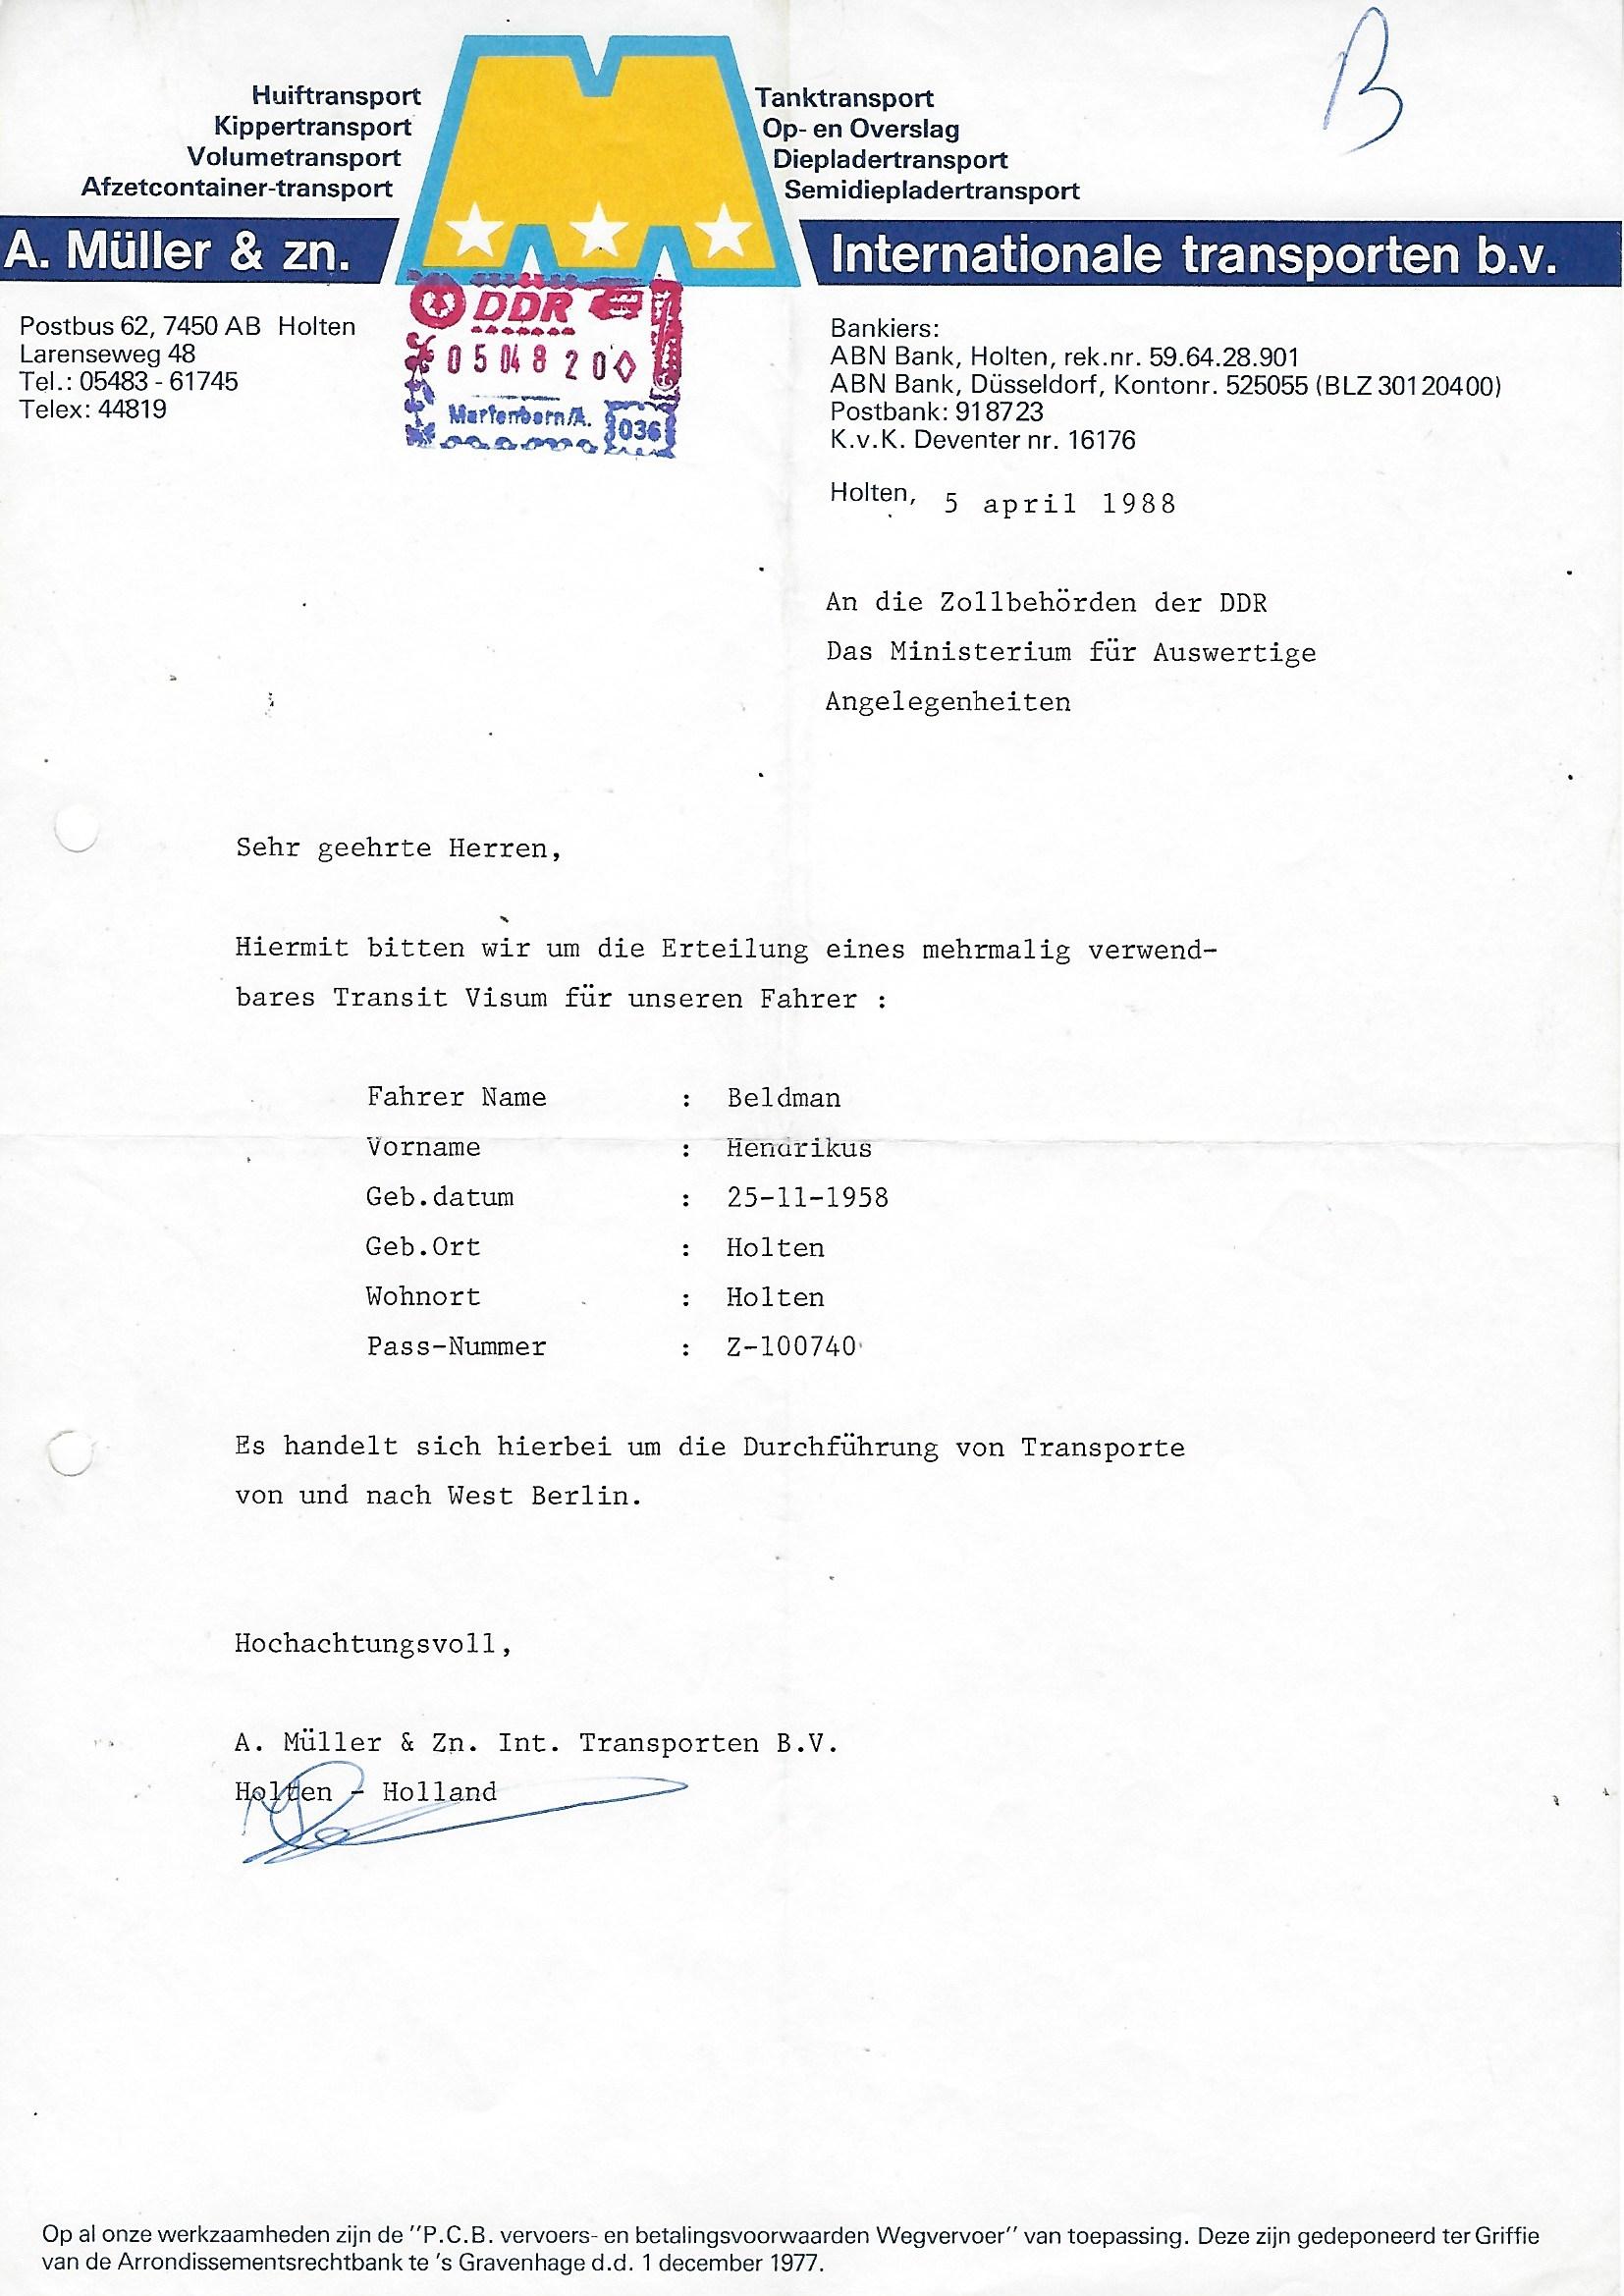 B
Huiftransport
Kippertransport
Volumetransport
Afzetcontainer-transport
Tanktransport
Op- en Overslag
Diepladertransport
Semidiepladertransport
A. Müller & zn.
Internationale transporten b.v.
Postbus 62, 7450 AB Holten
Larenseweg 48
Tel.: 05483 - 61745
Telex: 44819
DDR
05 04 8 20
036
Bankiers:
ABN Bank, Holten, rek.nr. 59.64.28.901
ABN Bank, Düsseldorf, Kontonr. 525055 (BLZ 30120400)
Postbank: 918723
K.v.K. Deventer nr. 16176
Holten, 5 april 1988
An die Zollbehörden der DDR
Das Ministerium für Auswertige
Angelegenheiten
Sehr geehrte Herren,
Hiermit bitten wir um die Erteilung eines mehrmalig verwend-
bares Transit Visum für unseren Fahrer :
Fahrer Name : Beldman
Vorname : Hendrikus
Geb.datum : 25-11-1958
Geb.Ort : Holten
Wohnort : Holten
Pass-Nummer : Z-100740
Es handelt sich hierbei um die Durchführung von Transporte
von und nach West Berlin.
Hochachtungsvoll,
A. Müller & Zn. Int. Transporten B.V.
Holten - Holland
Op al onze werkzaamheden zijn de "P.C.B. vervoers- en betalingsvoorwaarden Wegvervoer" van toepassing. Deze zijn gedeponeerd ter Griffie
van de Arrondissementsrechtbank te 's Gravenhage d.d. 1 december 1977.